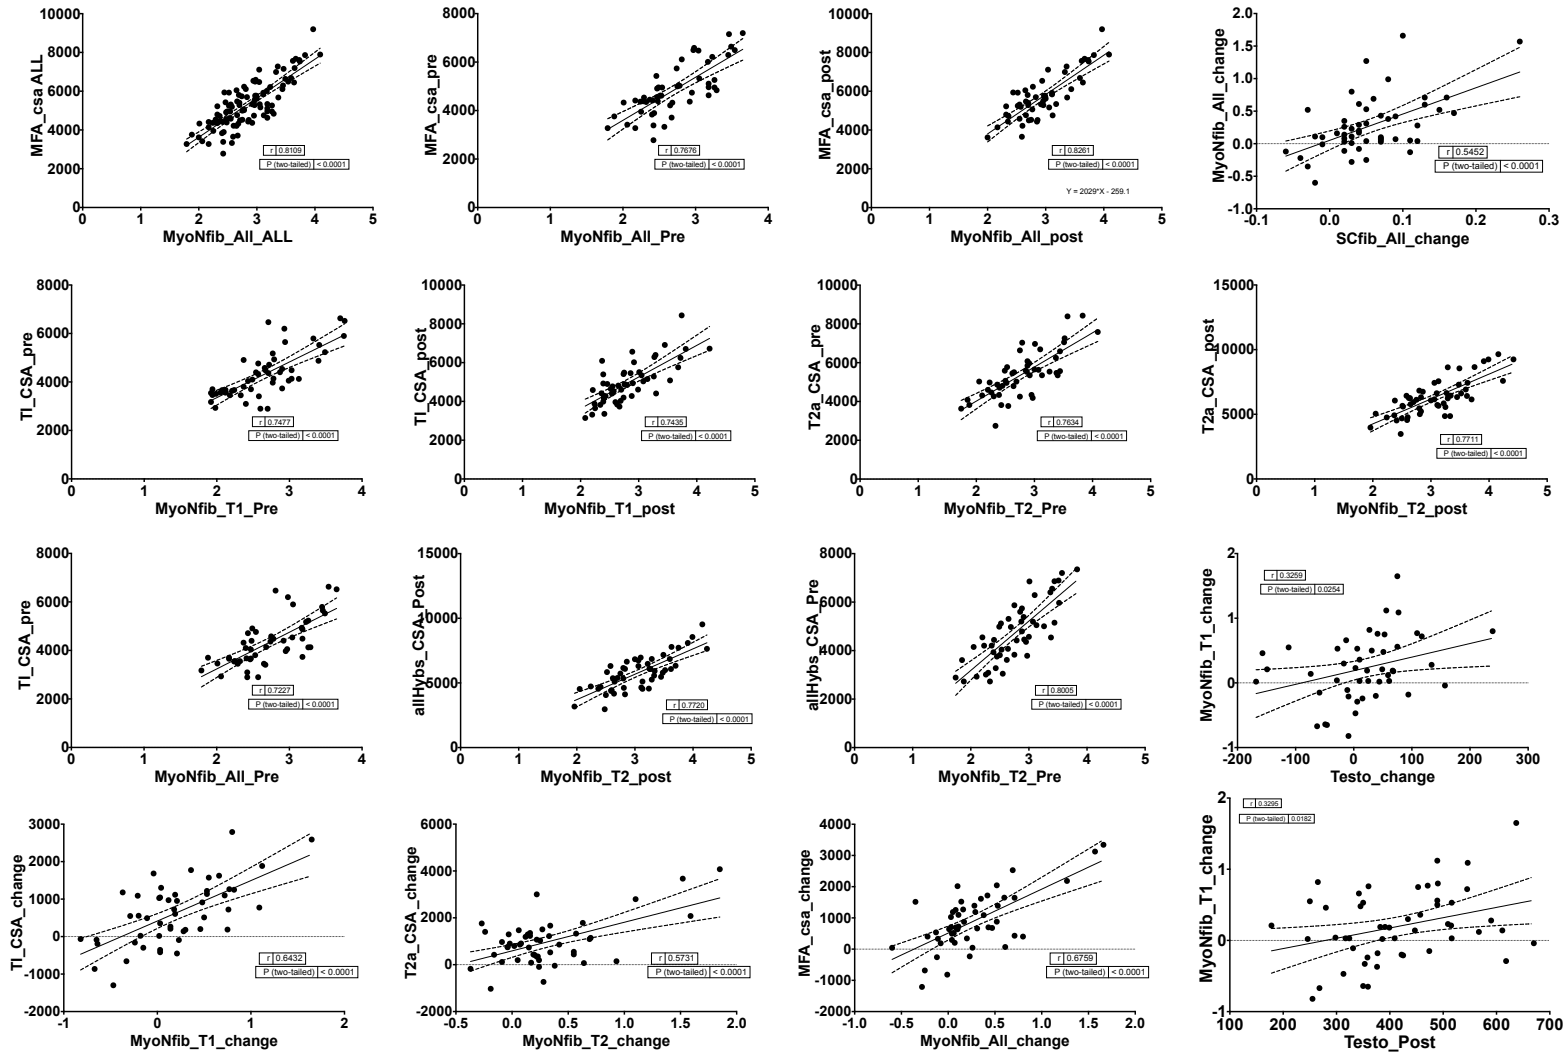 10000
8000
6000
4000
2000
0
0 1 2 3 4 5
MFA_csa ALL
MyoNfib_All_ALL
r 0.8109
P (two-tailed) < 0.0001
8000
6000
4000
2000
0
0 1 2 3 4
MFA_csa_pre
MyoNfib_All_Pre
r 0.7676
P (two-tailed) < 0.0001
10000
8000
6000
4000
2000
0
0 1 2 3 4 5
MFA_csa_post
MyoNfib_All_post
r 0.8261
P (two-tailed) < 0.0001
Y = 2029*X - 259.1
2.0
1.5
1.0
0.5
0.0
-0.5
-1.0
-0.1 0.0 0.1 0.2 0.3
MyoNfib_All_change
SCfib_All_change
r 0.5452
P (two-tailed) < 0.0001
8000
6000
4000
2000
0
0 1 2 3 4
TI_CSA_pre
MyoNfib_T1_Pre
r 0.7477
P (two-tailed) < 0.0001
10000
8000
6000
4000
2000
0
0 1 2 3 4 5
TI_CSA_post
MyoNfib_T1_post
r 0.7435
P (two-tailed) < 0.0001
10000
8000
6000
4000
2000
0
0 1 2 3 4 5
T2a_CSA _pre
MyoNfib_T2_Pre
r 0.7634
P (two-tailed) < 0.0001
15000
10000
5000
0
0 1 2 3 4 5
T2a_CSA _post
MyoNfib_T2_post
r 0.7711
P (two-tailed) < 0.0001
8000
6000
4000
2000
0
0 1 2 3 4
TI_CSA_pre
MyoNfib_All_Pre
r 0.7227
P (two-tailed) < 0.0001
15000
10000
5000
0
0 1 2 3 4 5
allHybs_CSA_Post
MyoNfib_T2_post
r 0.7720
P (two-tailed) < 0.0001
8000
6000
4000
2000
0
0 1 2 3 4 5
allHybs_CSA_Pre
MyoNfib_T2_Pre
r 0.8005
P (two-tailed) < 0.0001
2
1
0
-1
-200 -100 0 100 200 300
MyoNfib_T1_change
Testo_change
r 0.3259
P (two-tailed) 0.0254
3000
2000
1000
0
-1000
-2000
-1 0 1 2
TI_CSA_change
MyoNfib_T1_change
r 0.6432
P (two-tailed) < 0.0001
6000
4000
2000
0
-2000
-0.5 0.0 0.5 1.0 1.5 2.0
T2a_CSA _change
MyoNfib_T2_change
r 0.5731
P (two-tailed) < 0.0001
4000
3000
2000
1000
0
-1000
-2000
-1.0 -0.5 0.0 0.5 1.0 1.5 2.0
MFA_csa_change
MyoNfib_All_change
r 0.6759
P (two-tailed) < 0.0001
2
1
0
-1
100 200 300 400 500 600 700
MyoNfib_T1_change
Testo_Post
r 0.3295
P (two-tailed) 0.0182